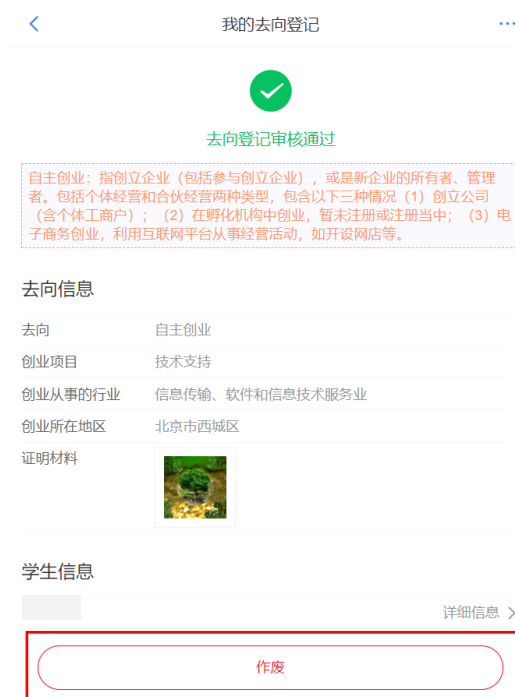 我的去向登记
去向登记审核通过
自主创业：指创立企业（包括参与创立企业），或是新企业的所有者、管理
者。包括个体经营和合伙经营两种类型，包含以下三种情况（1）创立公司
（含个体工商户）；（2）在孵化机构中创业，暂未注册或注册当中；（3）电
子商务创业，利用互联网平台从事经营活动，如开设网店等。
去向信息
去向 自主创业
创业项目 技术支持
创业从事的行业 信息传输、软件和信息技术服务业
创业所在地区 北京市西城区
证明材料
学生信息
详细信息
作废